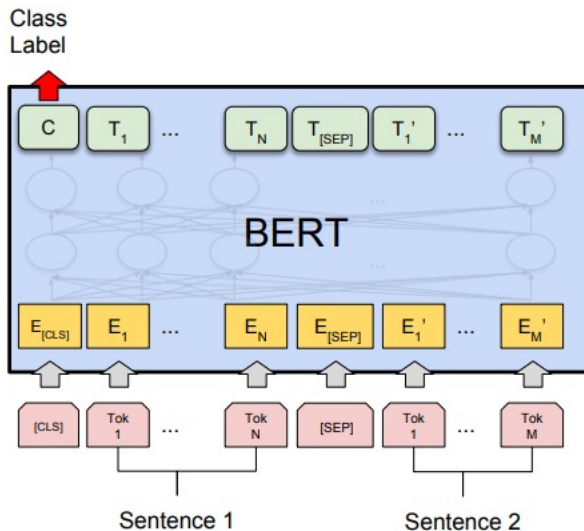 Class
Label
C T1 ... TN T[SEP] T1' ... TM'
...
BERT
...
E[CLS] E1 ... EN E[SEP] E1' ... EM'
[CLS] Tok 1 ... Tok N [SEP] Tok 1 ... Tok M
Sentence 1 Sentence 2